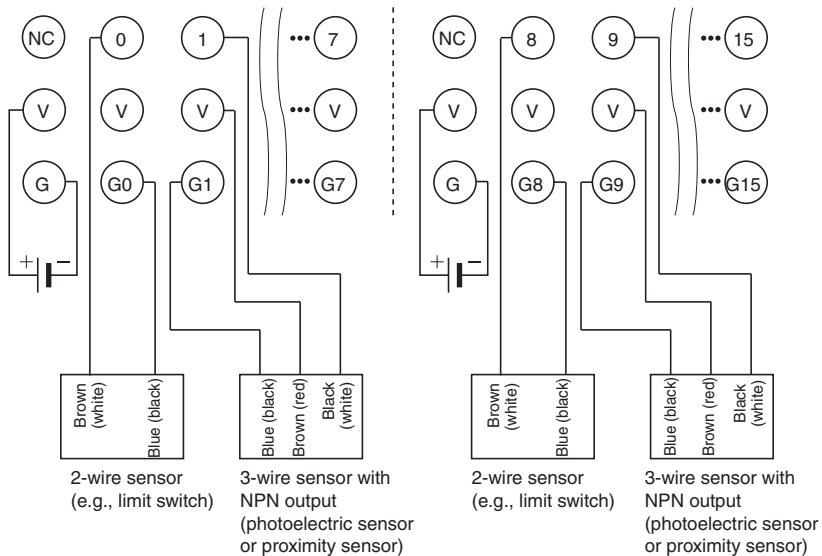 NC 0 1 ••• 7 NC 8 9 ••• 15
V V V ••• V V V V ••• V
G G0 G1 ••• G7 G G8 G9 ••• G15
+ − + −
Brown (white)
Blue (black)
Blue (black)
Brown (red)
Black (white)
Brown (white)
Blue (black)
Blue (black)
Brown (red)
Black (white)
2-wire sensor
(e.g., limit switch)
3-wire sensor with
NPN output
(photoelectric sensor
or proximity sensor)
2-wire sensor
(e.g., limit switch)
3-wire sensor with
NPN output
(photoelectric sensor
or proximity sensor)